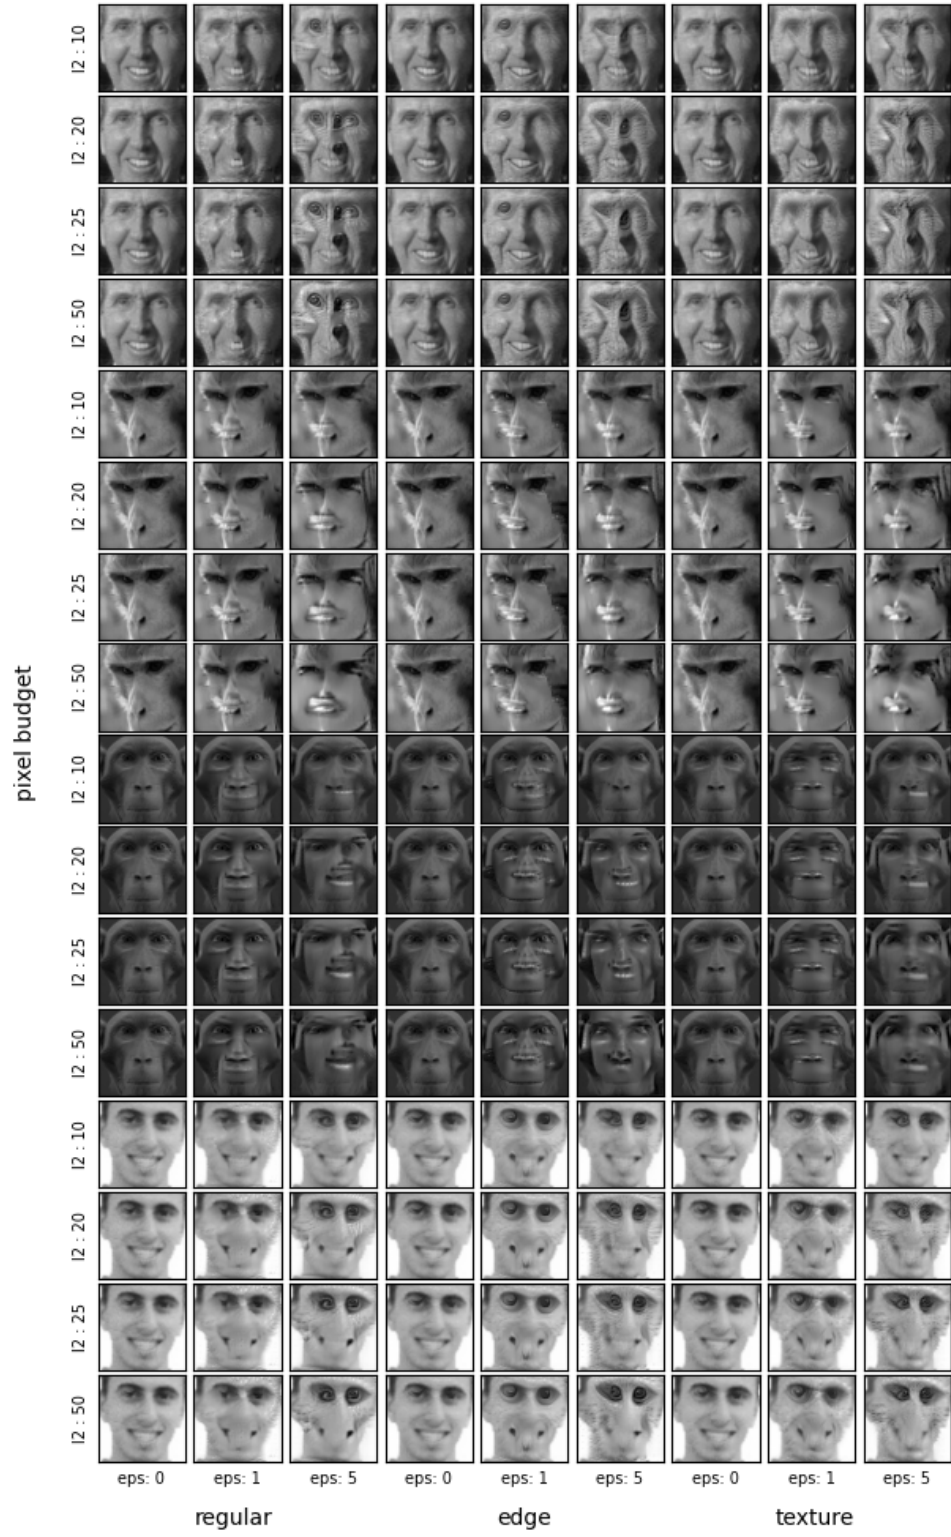 l2 : 10
l2 : 20
l2 : 25
l2 : 50
l2 : 10
l2 : 20
l2 : 25
l2 : 50
pixel budget
l2 : 10
l2 : 20
l2 : 25
l2 : 50
l2 : 10
l2 : 20
l2 : 25
l2 : 50
eps: 0 eps: 1 eps: 5 eps: 0 eps: 1 eps: 5 eps: 0 eps: 1 eps: 5
regular edge texture